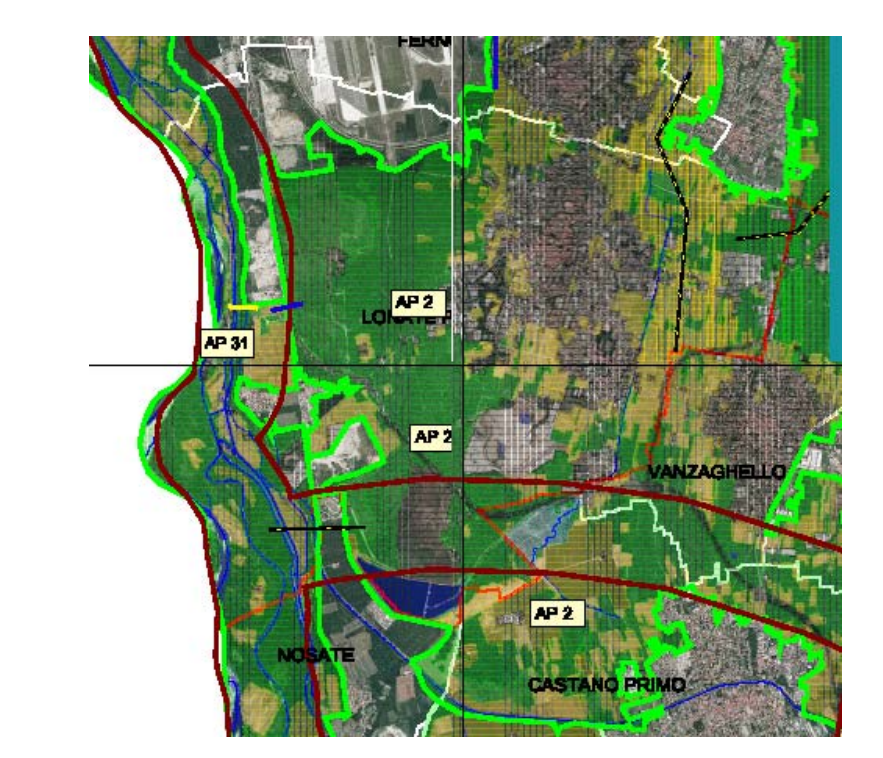 FERN
AP 2
LONATE P
AP 31
AP 2
VANZAGHELLO
AP 2
NOSATE
CASTANO PRIMO